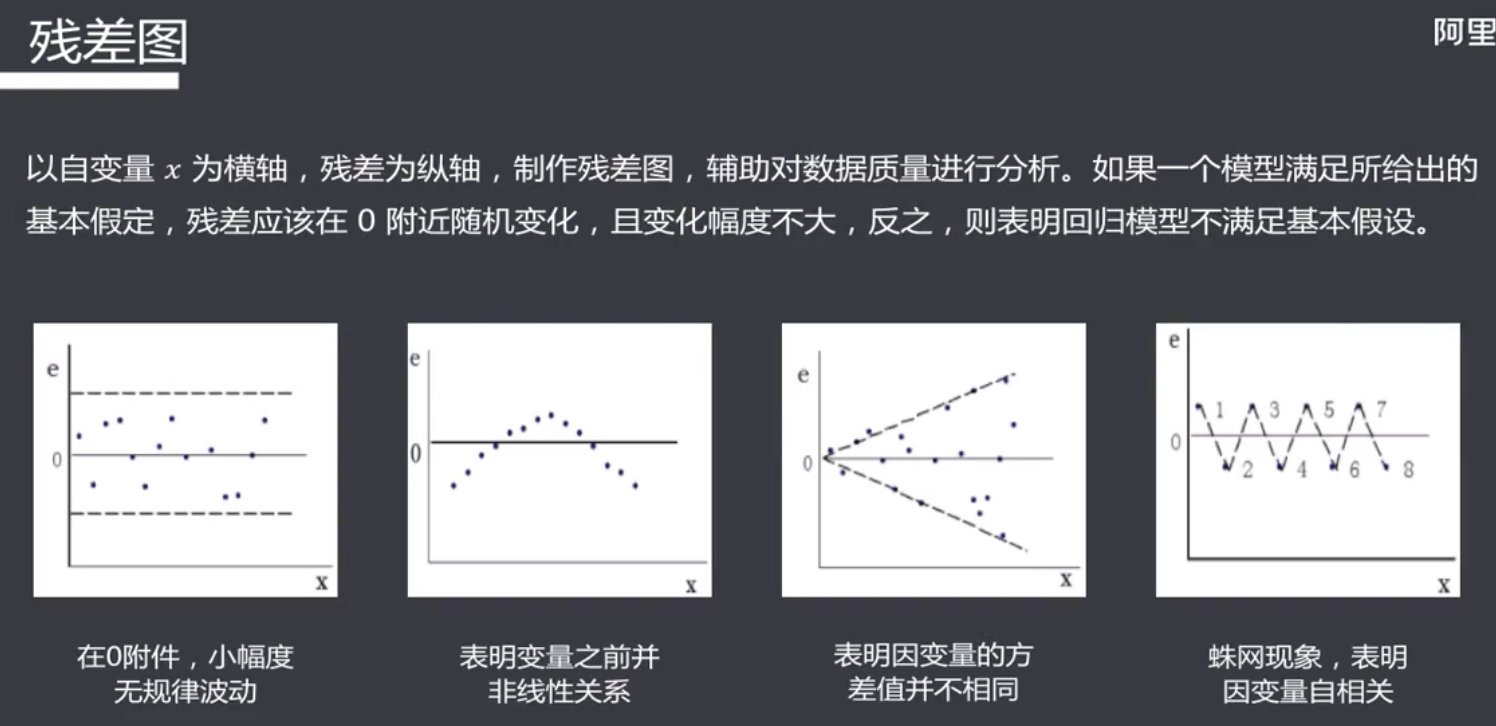 残差图
阿里
以自变量 x 为横轴，残差为纵轴，制作残差图，辅助对数据质量进行分析。如果一个模型满足所给出的
基本假定，残差应该在 0 附近随机变化，且变化幅度不大，反之，则表明回归模型不满足基本假设。
e
0
x
e
0
x
e
0
x
e
0
1 3 5 7
2 4 6 8
x
在0附件，小幅度
无规律波动
表明变量之前并
非线性关系
表明因变量的方
差值并不相同
蛛网现象，表明
因变量自相关